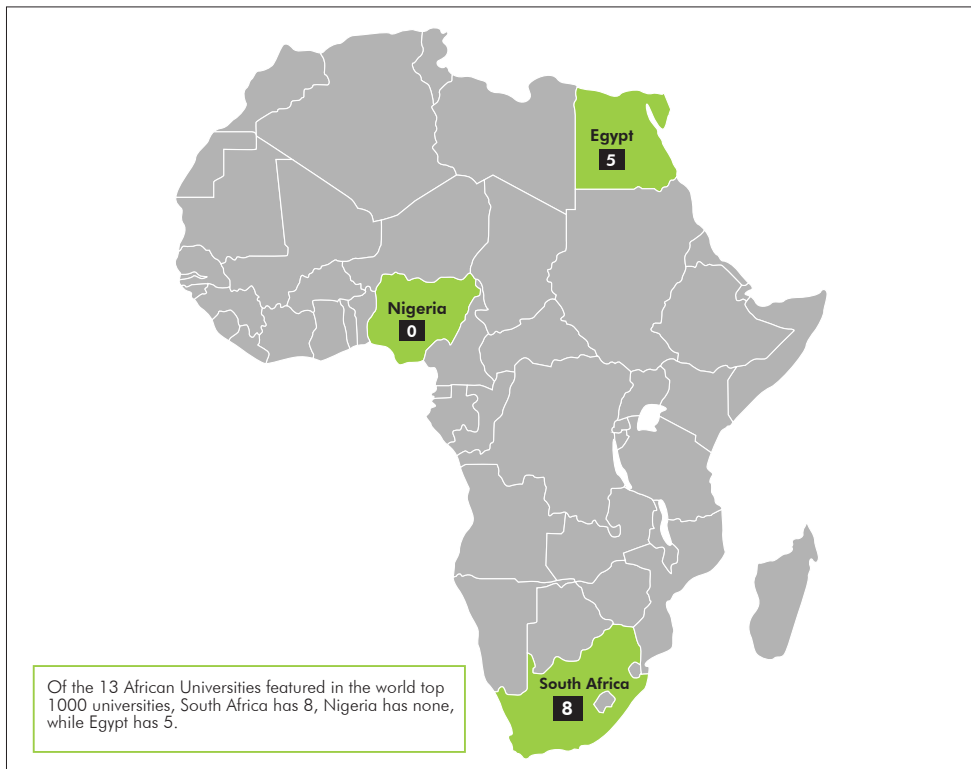 Egypt
5
Nigeria
0
South Africa
8
Of the 13 African Universities featured in the world top
1000 universities, South Africa has 8, Nigeria has none,
while Egypt has 5.